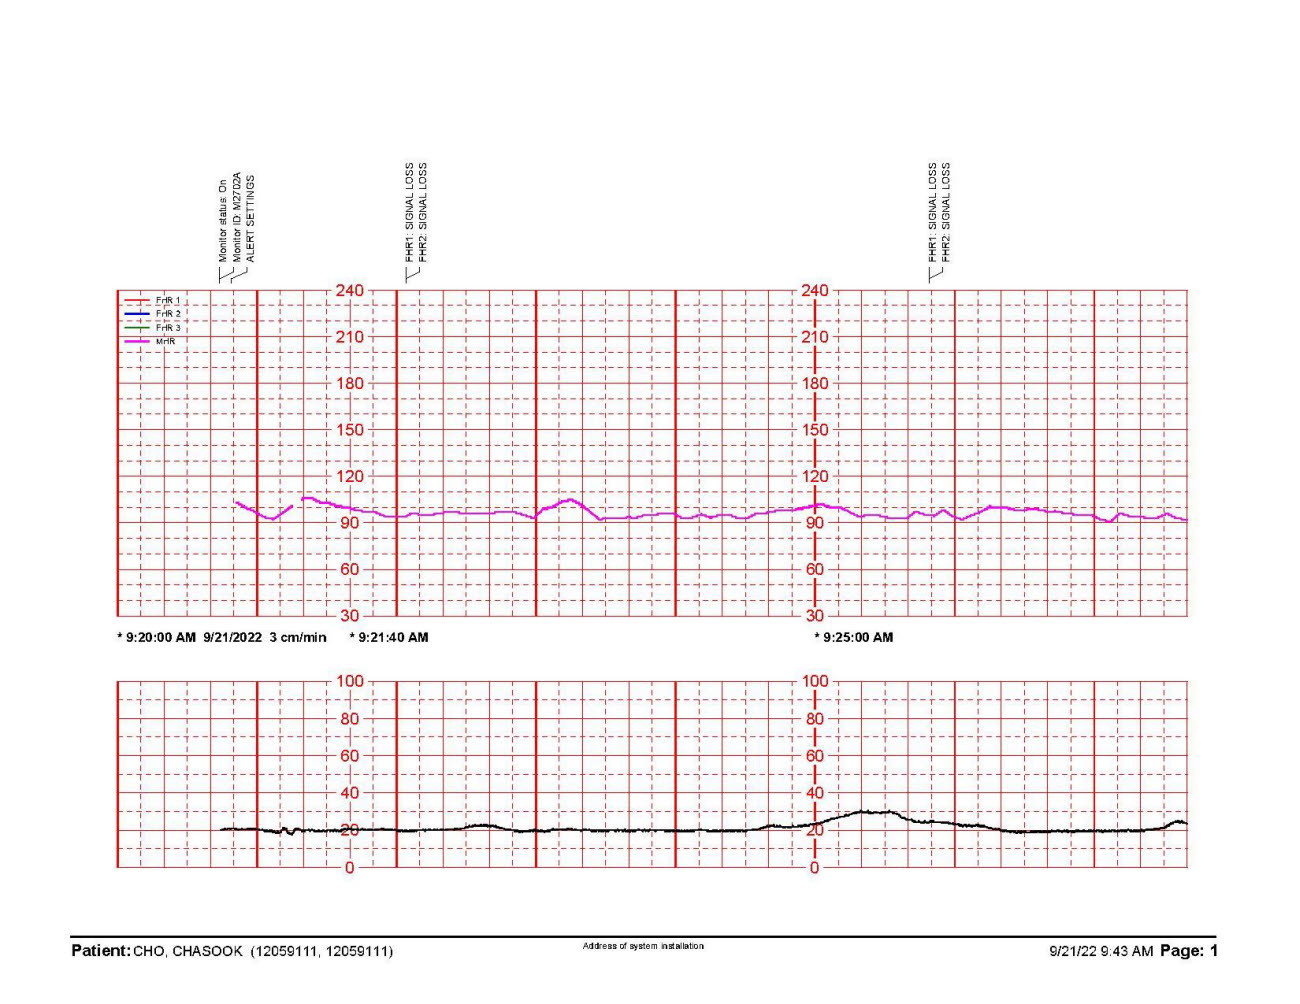 Monitor status: On
Monitor ID: M2702A
ALERT SETTINGS
FHR1: SIGNAL LOSS
FHR2: SIGNAL LOSS
FHR1: SIGNAL LOSS
FHR2: SIGNAL LOSS
FHR 1
FHR 2
FHR 3
MHR
240 240
210 210
180 180
150 150
120 120
90 90
60 60
30 30
* 9:20:00 AM 9/21/2022 3 cm/min * 9:21:40 AM * 9:25:00 AM
100 100
80 80
60 60
40 40
20 20
0 0
Patient: CHO, CHASOOK (12059111, 12059111) Address of system installation 9/21/22 9:43 AM Page: 1